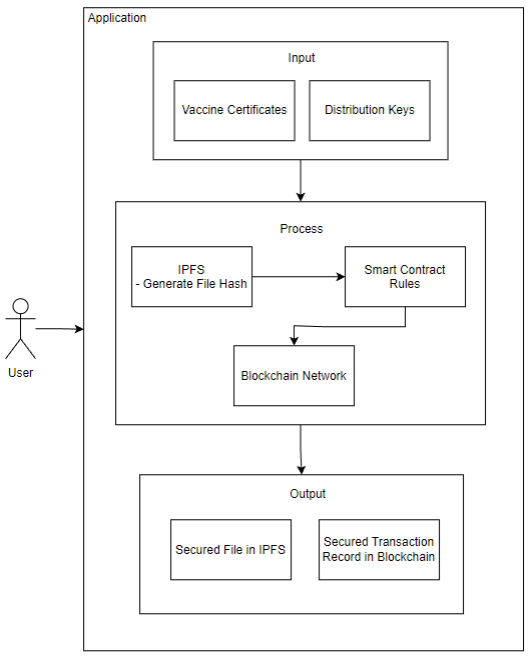 Application
Input
Vaccine Certificates
Distribution Keys
Process
IPFS
- Generate File Hash
Smart Contract
Rules
Blockchain Network
User
Output
Secured File in IPFS
Secured Transaction
Record in Blockchain